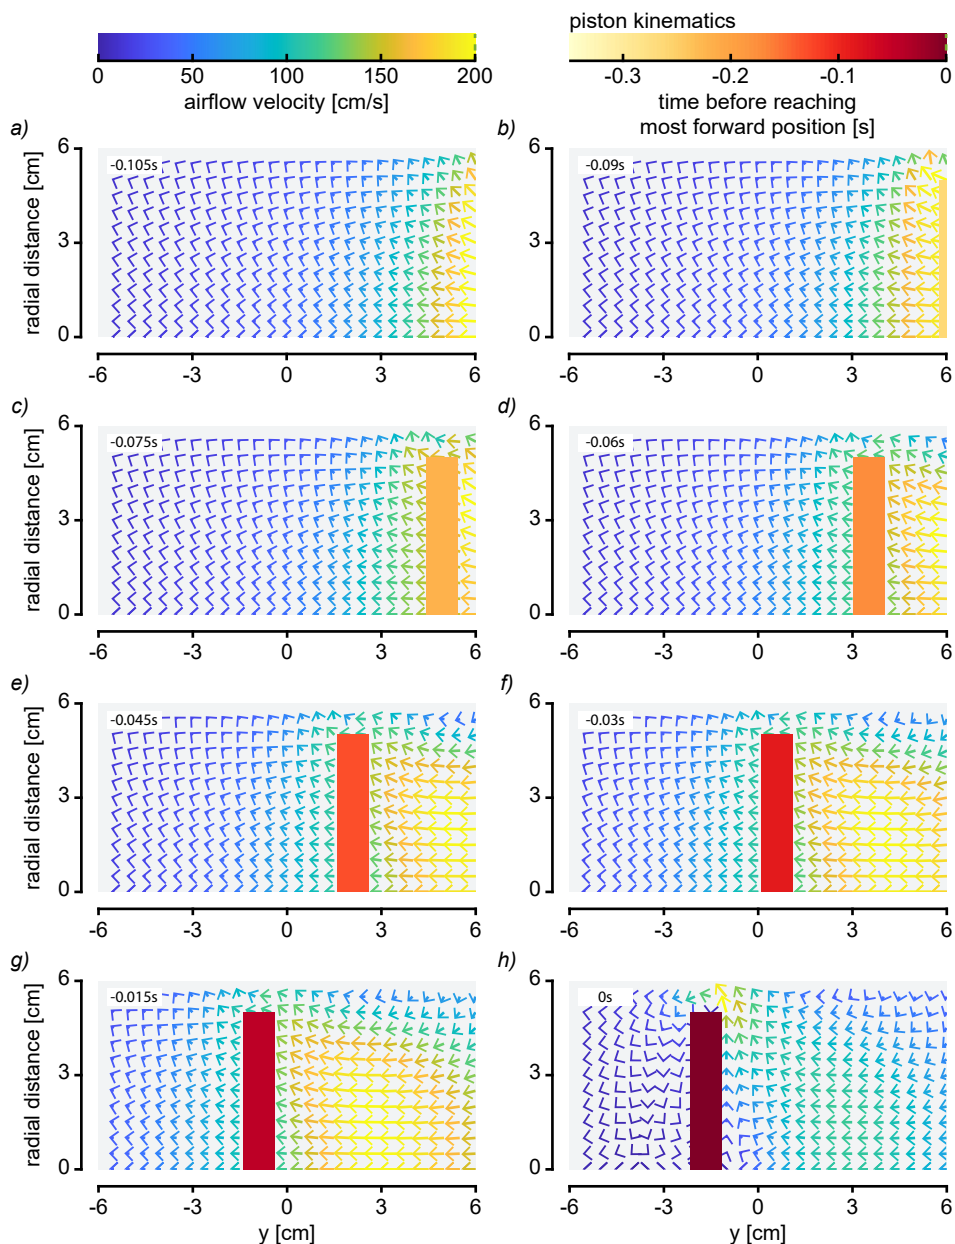 piston kinematics
0 50 100 150 200
-0.3 -0.2 -0.1 0
airflow velocity [cm/s]
time before reaching
most forward position [s]
a)
b)
radial distance [cm]
6
3
0
-0.105s
-6 -3 0 3 6
6
3
0
-0.09s
-6 -3 0 3 6
c)
d)
radial distance [cm]
6
3
0
-0.075s
-6 -3 0 3 6
6
3
0
-0.06s
-6 -3 0 3 6
e)
f)
radial distance [cm]
6
3
0
-0.045s
-6 -3 0 3 6
6
3
0
-0.03s
-6 -3 0 3 6
g)
h)
radial distance [cm]
6
3
0
-0.015s
-6 -3 0 3 6
y [cm]
6
3
0
0s
-6 -3 0 3 6
y [cm]